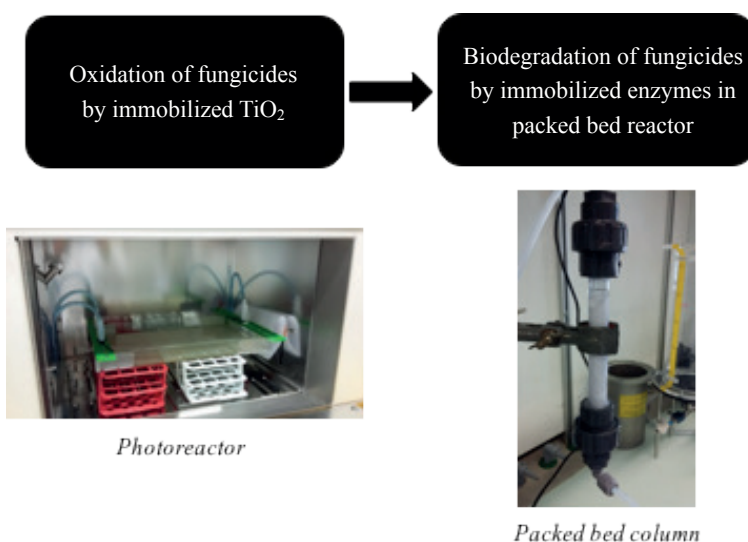 Oxidation of fungicides
by immobilized TiO₂
Biodegradation of fungicides
by immobilized enzymes in
packed bed reactor
Photoreactor
Packed bed column